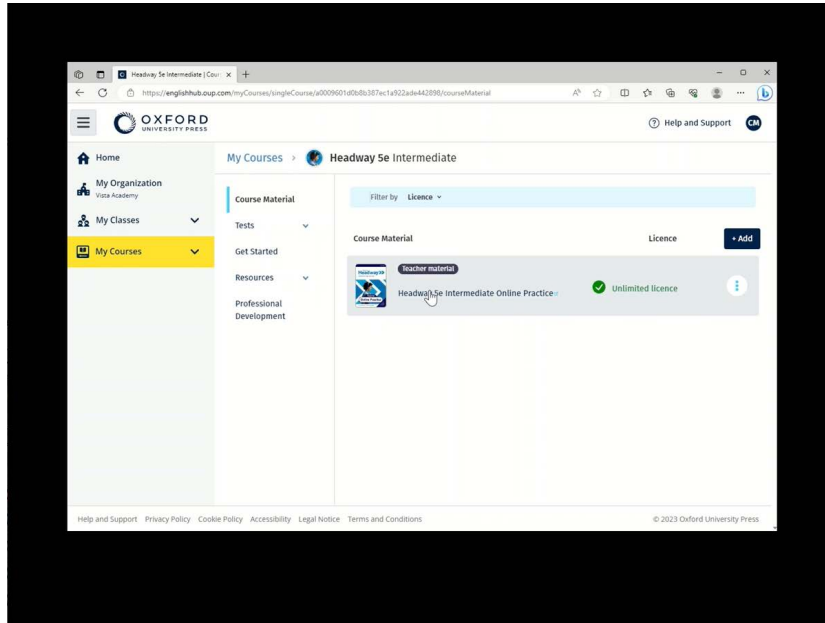 Headway 5e Intermediate | Cour
https://englishhub.oup.com/myCourses/singleCourse/a0009601d0b8b387ec1a922ade442898/courseMaterial
OXFORD
UNIVERSITY PRESS
Help and Support
CM
Home
My Organization
Vista Academy
My Classes
My Courses
My Courses > Headway 5e Intermediate
Course Material
Tests
Get Started
Resources
Professional
Development
Filter by Licence
Course Material
Licence
+ Add
Teacher material
Headway 5e Intermediate Online Practice
Unlimited licence
Help and Support Privacy Policy Cookie Policy Accessibility Legal Notice Terms and Conditions
© 2023 Oxford University Press